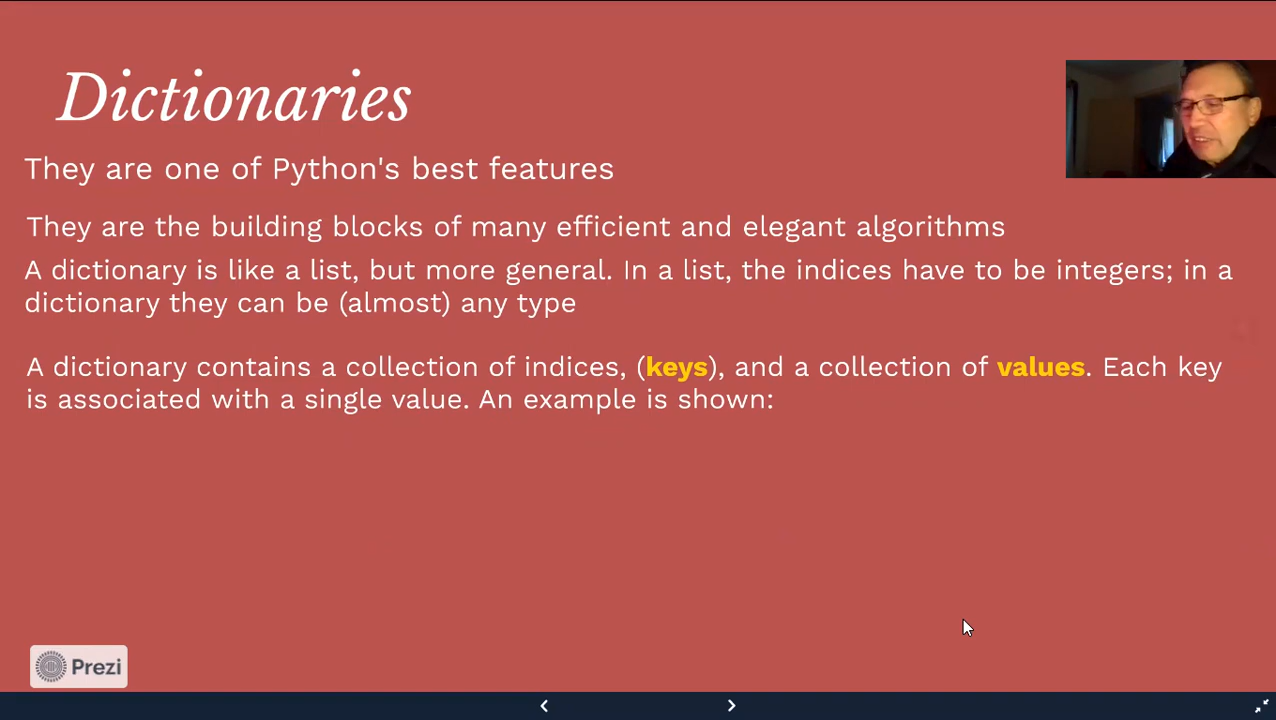 Dictionaries
They are one of Python's best features
They are the building blocks of many efficient and elegant algorithms
A dictionary is like a list, but more general. In a list, the indices have to be integers; in a
dictionary they can be (almost) any type
A dictionary contains a collection of indices, (keys), and a collection of values. Each key
is associated with a single value. An example is shown:
Prezi